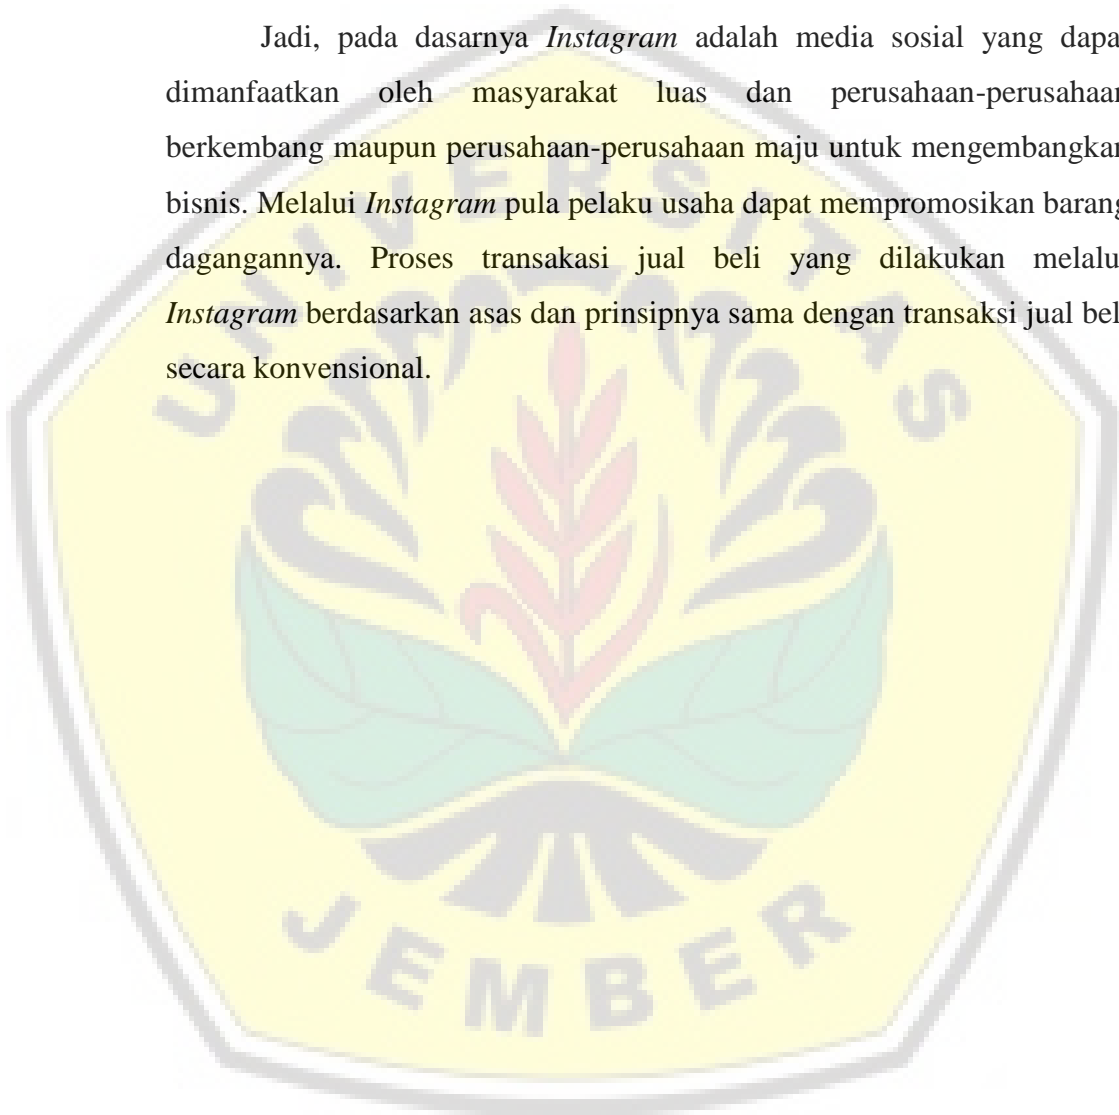 Jadi, pada dasarnya Instagram adalah media sosial yang dapa
dimanfaatkan oleh masyarakat luas dan perusahaan-perusahaan
berkembang maupun perusahaan-perusahaan maju untuk mengembangkan
bisnis. Melalui Instagram pula pelaku usaha dapat mempromosikan barang
dagangannya. Proses transakasi jual beli yang dilakukan melalu
Instagram berdasarkan asas dan prinsipnya sama dengan transaksi jual bel
secara konvensional.
UNIVERSITAS
JEMBER